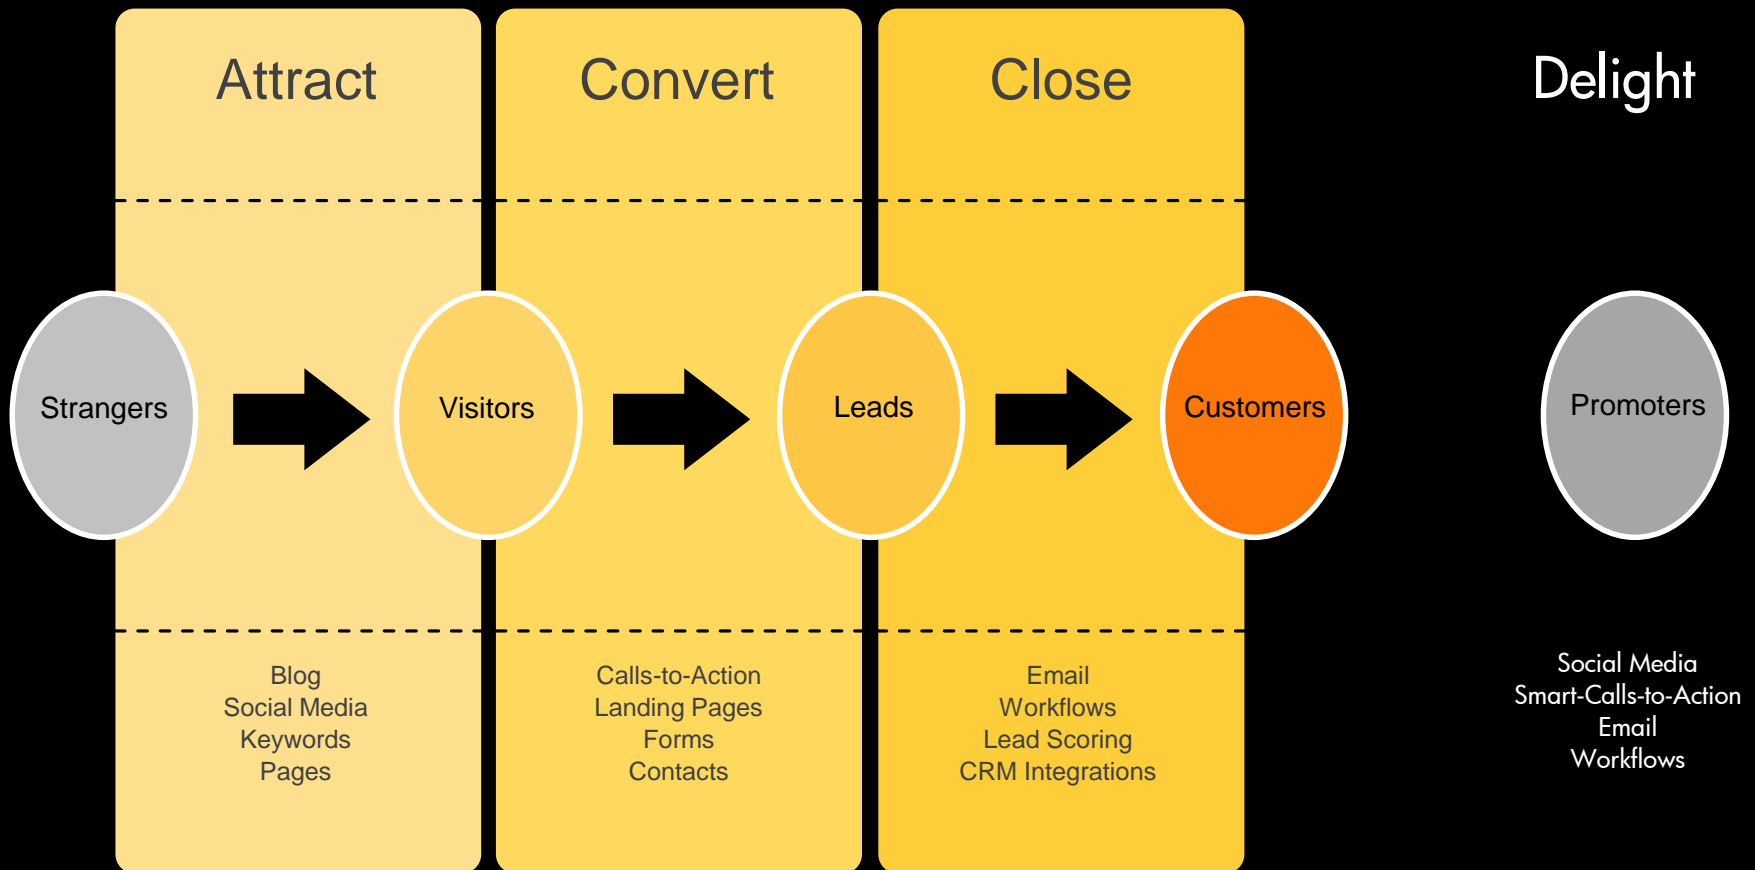 Attract
Convert
Close
Delight
Strangers
Visitors
Leads
Customers
Promoters
Blog
Social Media
Keywords
Pages
Calls-to-Action
Landing Pages
Forms
Contacts
Email
Workflows
Lead Scoring
CRM Integrations
Social Media
Smart-Calls-to-Action
Email
Workflows